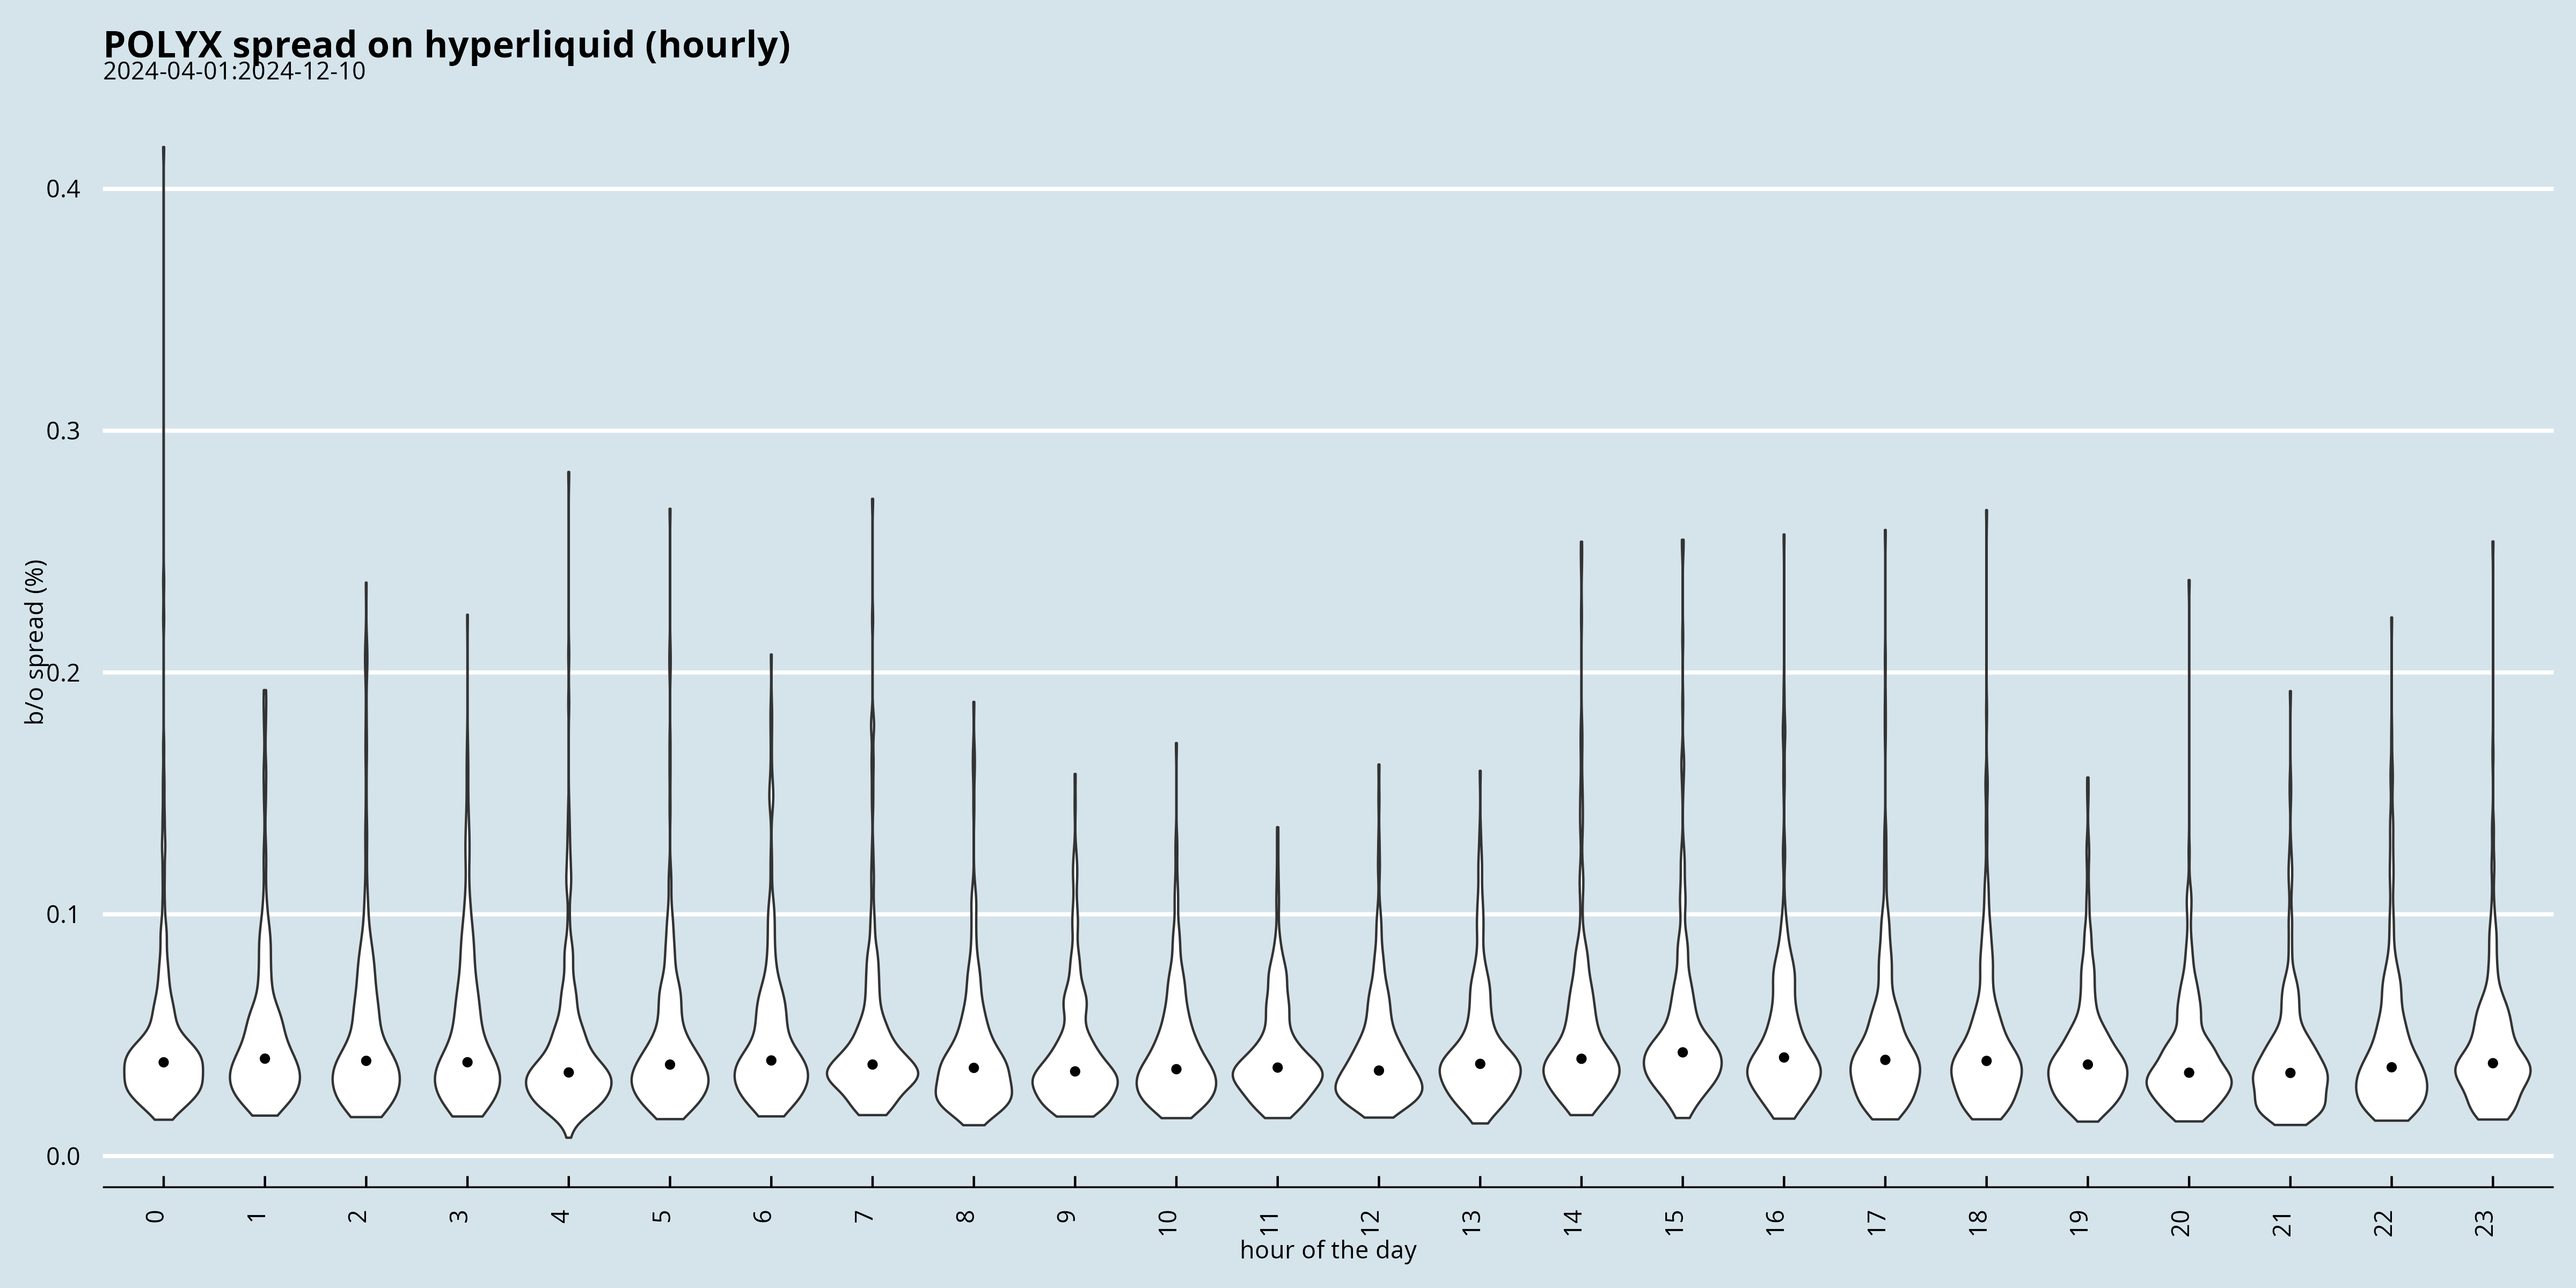 POLYX spread on hyperliquid (hourly)
2024-04-01:2024-12-10
b/o spread (%)
0.4
0.3
0.2
0.1
0.0
0 1 2 3 4 5 6 7 8 9 10 11 12 13 14 15 16 17 18 19 20 21 22 23
hour of the day